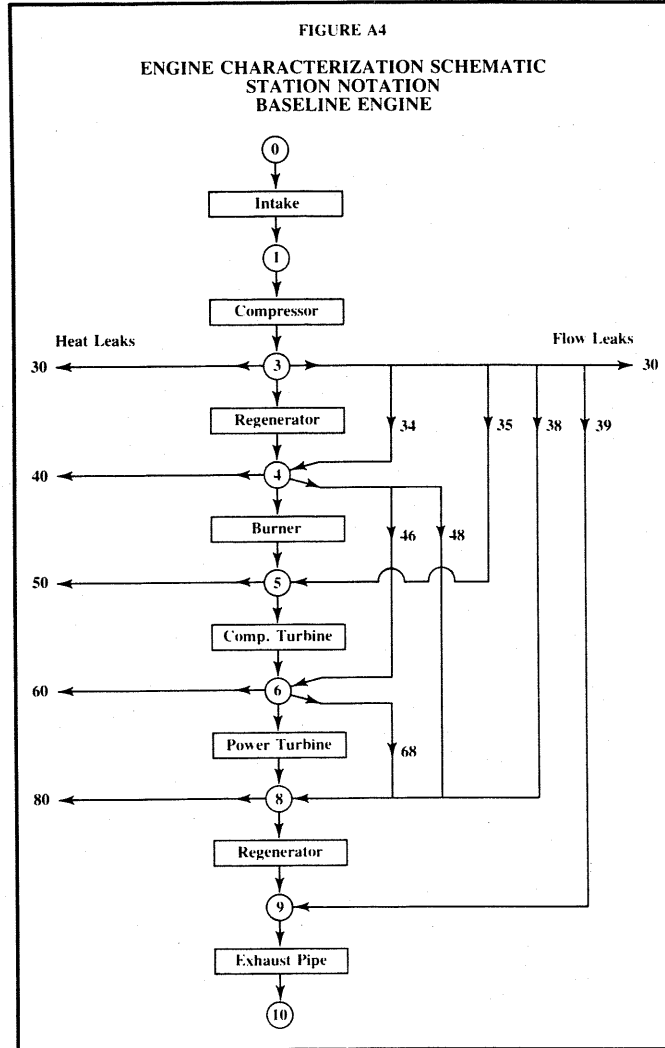 FIGURE A4
ENGINE CHARACTERIZATION SCHEMATIC
STATION NOTATION
BASELINE ENGINE
0
Intake
1
Compressor
Heat Leaks
Flow Leaks
30
3
30
Regenerator
34
35
38
39
40
4
Burner
46
48
50
5
Comp. Turbine
60
6
Power Turbine
68
80
8
Regenerator
9
Exhaust Pipe
10